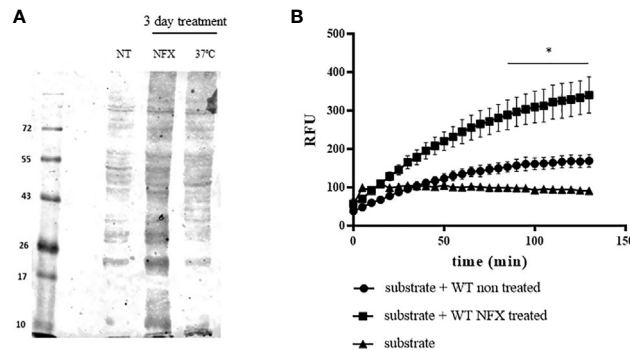 A
3 day treatment
NT NFX 37ºC
72
55
43
26
17
10
B
*
500
400
300
200
100
0
RFU
0 50 100 150
time (min)
substrate + WT non treated
substrate + WT NFX treated
substrate